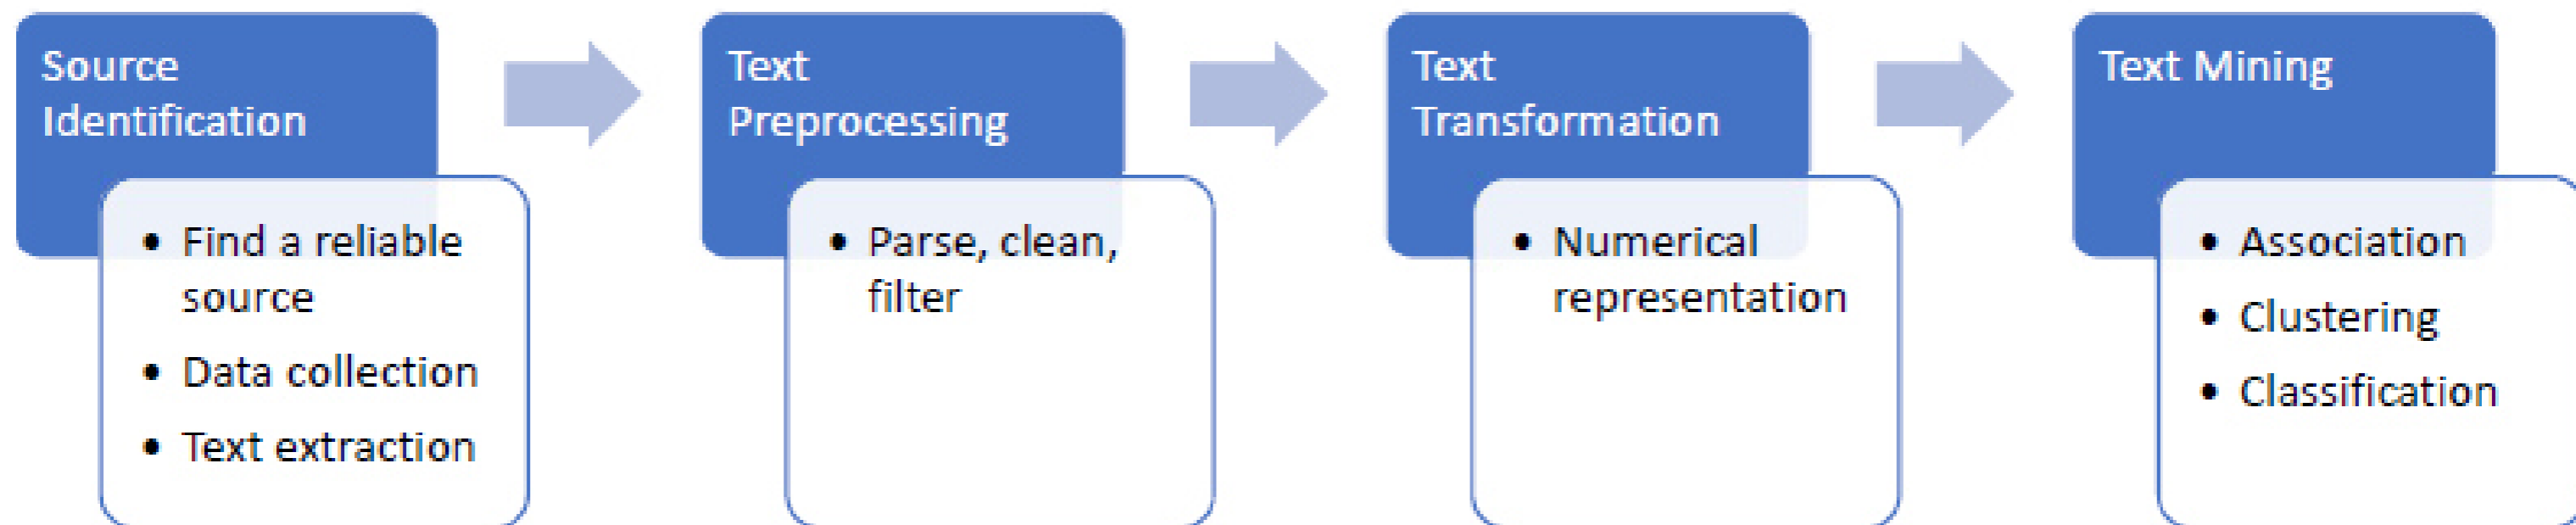 Source
Identification
• Find a reliable
source
• Data collection
• Text extraction
Text
Preprocessing
• Parse, clean,
filter
Text
Transformation
• Numerical
representation
Text Mining
• Association
• Clustering
• Classification